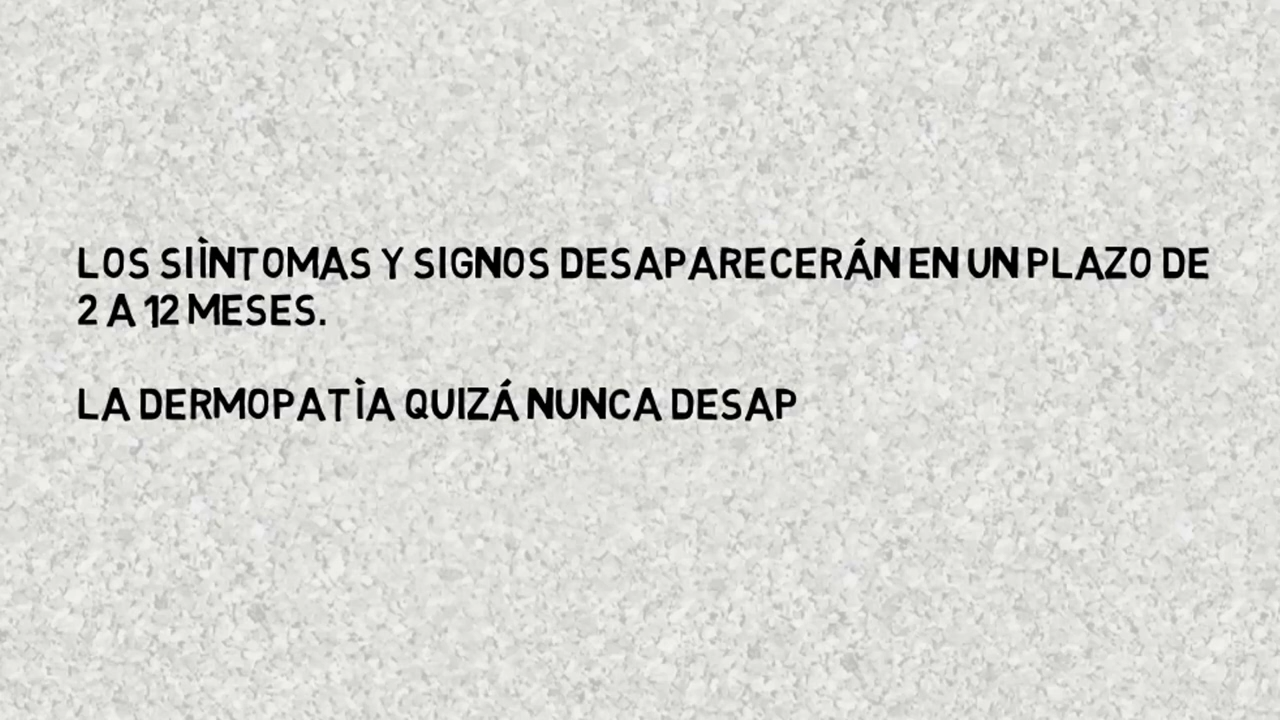 LOS SIÌNTOMAS Y SIGNOS DESAPARECERÁN EN UN PLAZO DE
2 A 12 MESES.
LA DERMOPATÌA QUIZÁ NUNCA DESAP